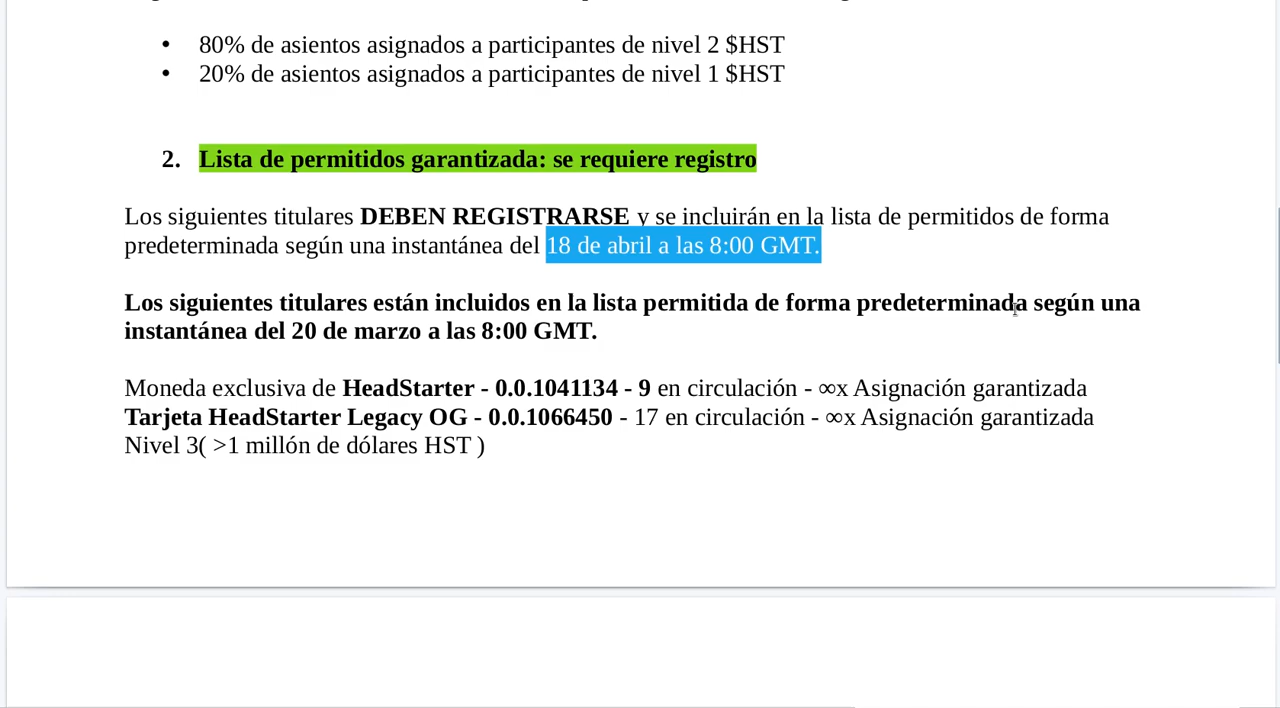 • 80% de asientos asignados a participantes de nivel 2 $HST
• 20% de asientos asignados a participantes de nivel 1 $HST
2. Lista de permitidos garantizada: se requiere registro
Los siguientes titulares DEBEN REGISTRARSE y se incluirán en la lista de permitidos de forma
predeterminada según una instantánea del 18 de abril a las 8:00 GMT.
Los siguientes titulares están incluidos en la lista permitida de forma predeterminada según una
instantánea del 20 de marzo a las 8:00 GMT.
Moneda exclusiva de HeadStarter - 0.0.1041134 - 9 en circulación - ∞x Asignación garantizada
Tarjeta HeadStarter Legacy OG - 0.0.1066450 - 17 en circulación - ∞x Asignación garantizada
Nivel 3( >1 millón de dólares HST )